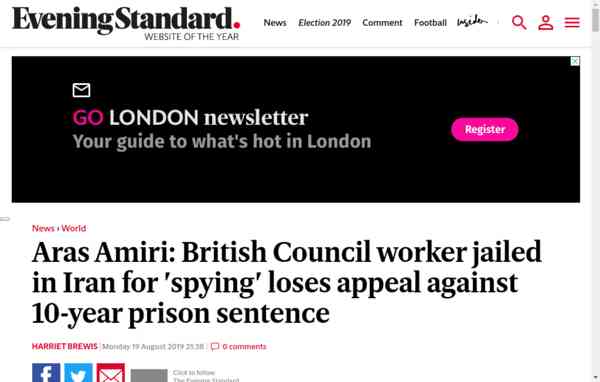 Evening Standard.
WEBSITE OF THE YEAR
News Election 2019 Comment Football Insider
GO LONDON newsletter
Your guide to what's hot in London
Register
News › World
Aras Amiri: British Council worker jailed
in Iran for 'spying' loses appeal against
10-year prison sentence
HARRIET BREWIS | Monday 19 August 2019 21:38 | 0 comments
Click to follow
The Evening Standard